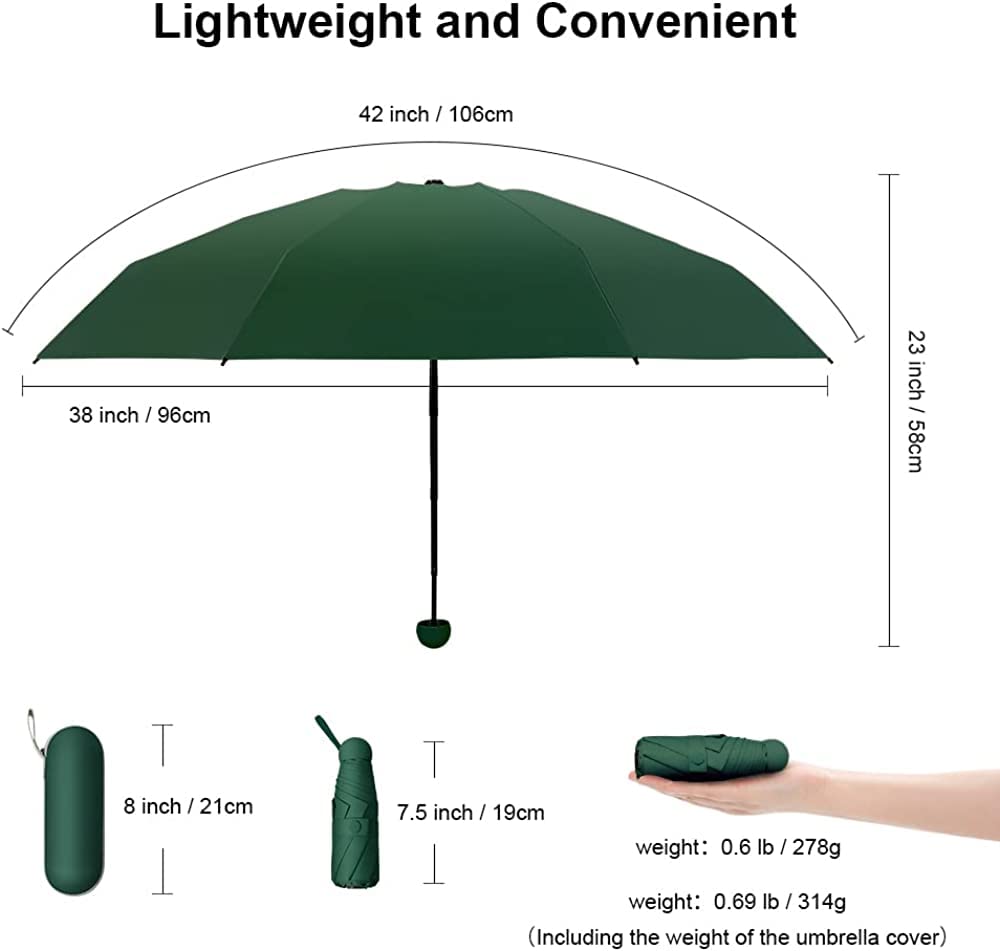 Lightweight and Convenient
42 inch / 106cm
38 inch / 96cm
23 inch / 58cm
8 inch / 21cm
7.5 inch / 19cm
weight：0.6 lb / 278g
weight：0.69 lb / 314g
（Including the weight of the umbrella cover）